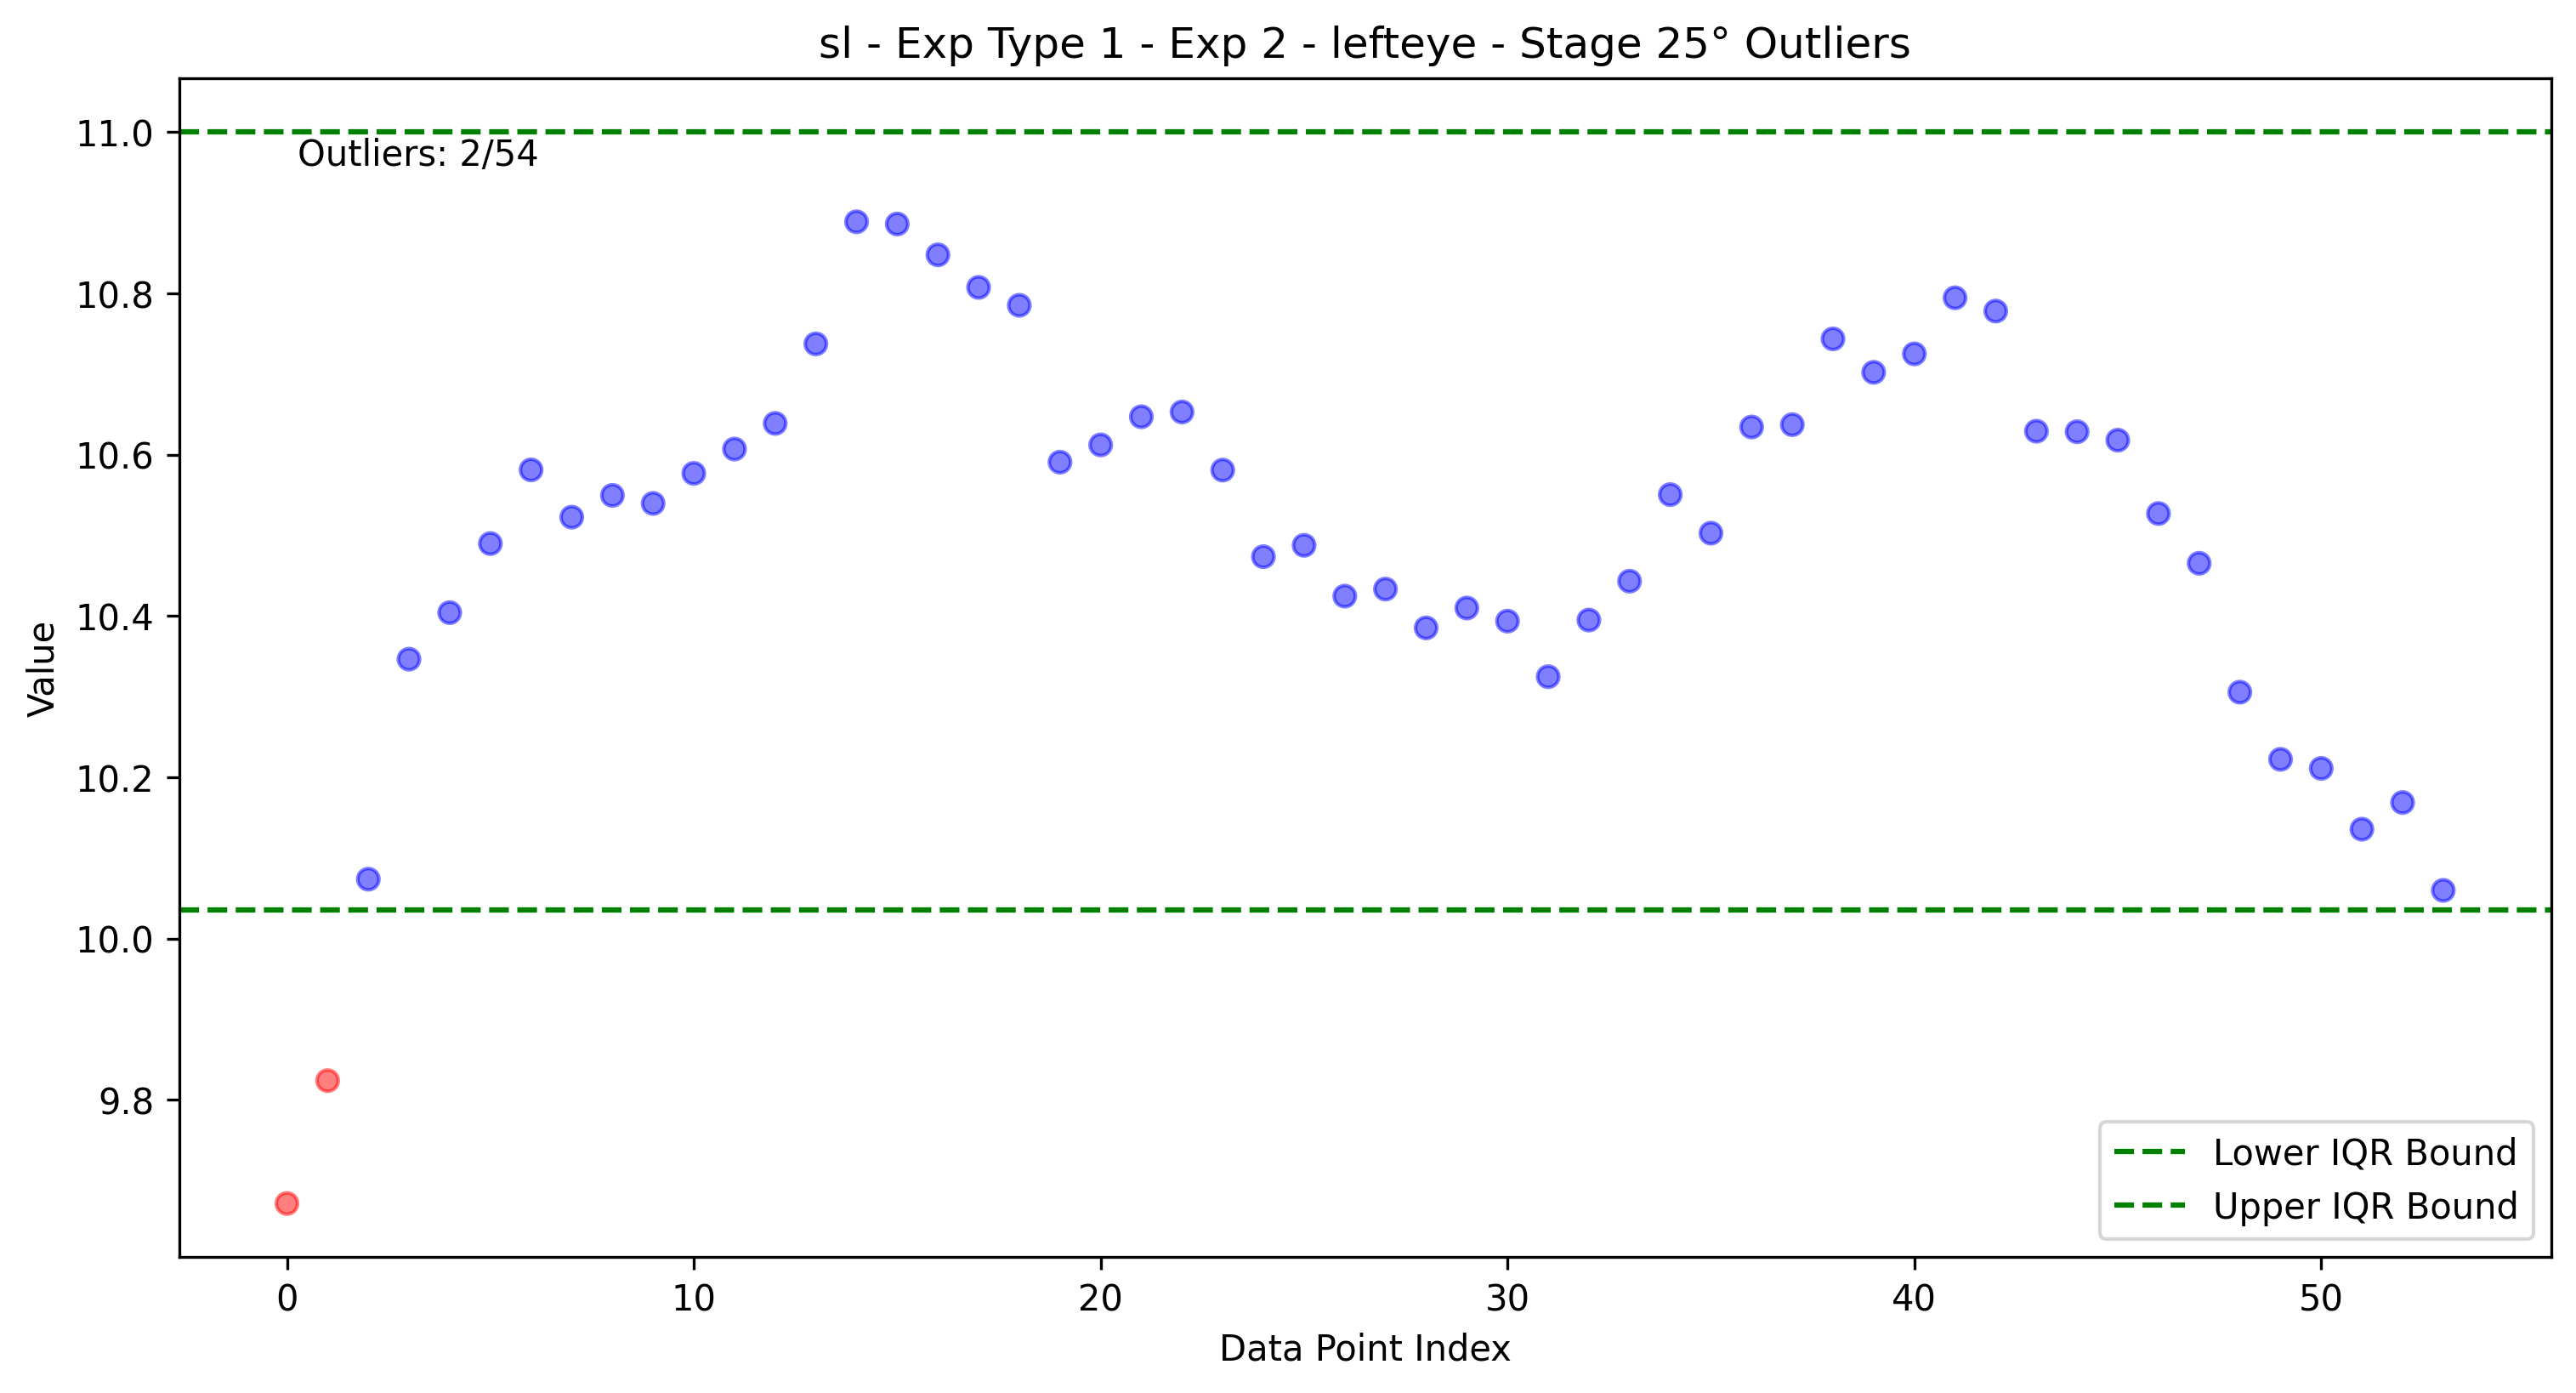 sl - Exp Type 1 - Exp 2 - lefteye - Stage 25° Outliers
11.0
Outliers: 2/54
10.8
10.6
10.4
Value
10.2
10.0
9.8
Lower IQR Bound
Upper IQR Bound
0 10 20 30 40 50
Data Point Index